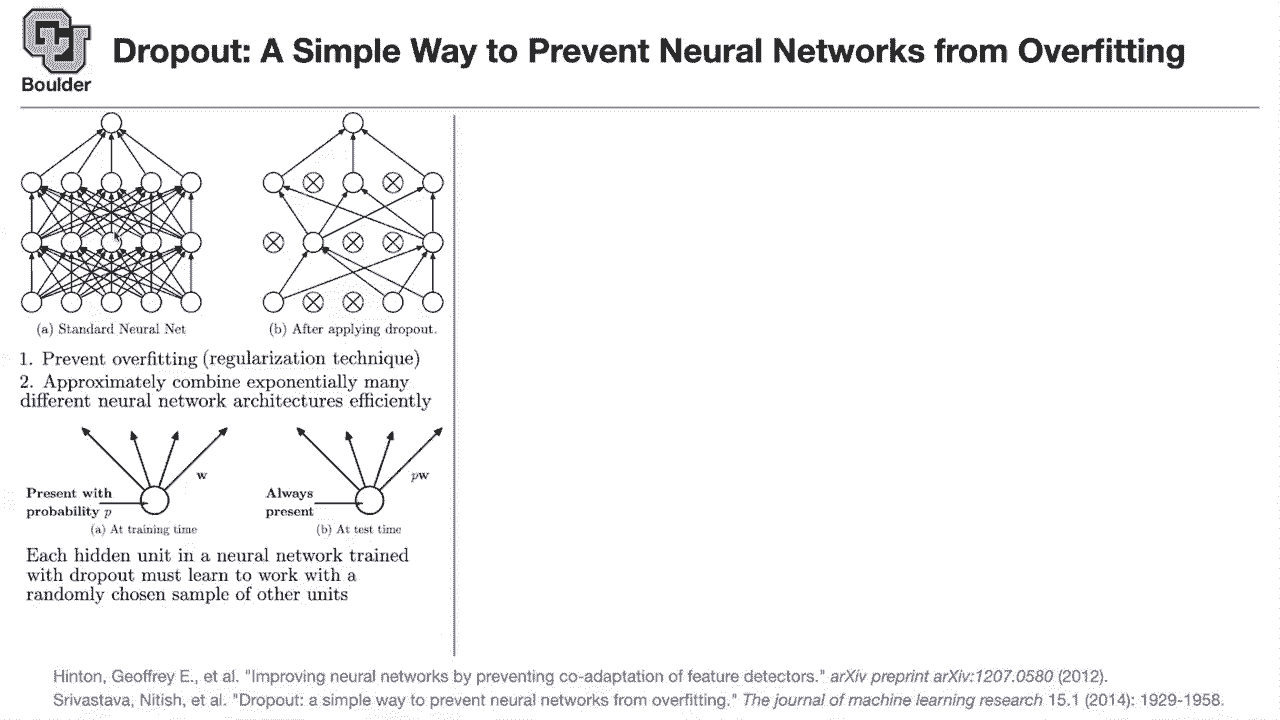 CU
Boulder
Dropout: A Simple Way to Prevent Neural Networks from Overfitting
(a) Standard Neural Net
(b) After applying dropout.
1. Prevent overfitting (regularization technique)
2. Approximately combine exponentially many
different neural network architectures efficiently
w
Present with
probability p
(a) At training time
pw
Always
present
(b) At test time
Each hidden unit in a neural network trained
with dropout must learn to work with a
randomly chosen sample of other units
Hinton, Geoffrey E., et al. "Improving neural networks by preventing co-adaptation of feature detectors." arXiv preprint arXiv:1207.0580 (2012).
Srivastava, Nitish, et al. "Dropout: a simple way to prevent neural networks from overfitting." The journal of machine learning research 15.1 (2014): 1929-1958.